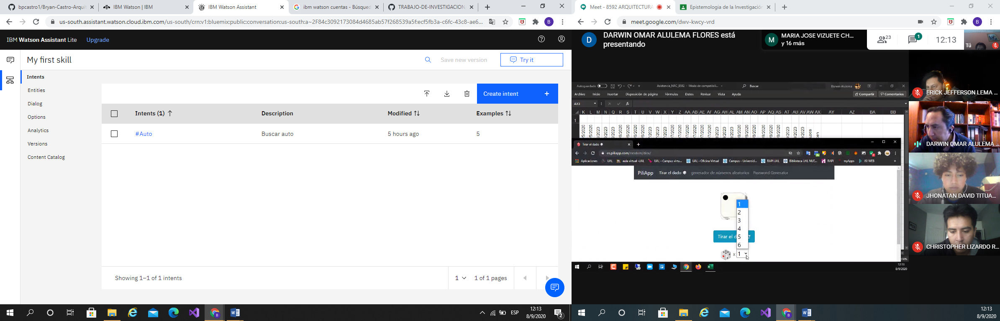 bpcastro1/Bryan-Castro-Arquit
IBM Watson | IBM
IBM Watson Assistant
ibm watson cuentas - Búsqued
TRABAJO-DE-INVESTIGACION
us-south.assistant.watson.cloud.ibm.com/us-south/crn:v1:bluemix:public:conversation:us-south:a~2F84c3092173084d4685ab57f268539a5f:ecf5fb3a-c6fc-43c8-ae6...
B
IBM Watson Assistant Lite
Upgrade
My first skill
Save new version
Try it
Intents
Entities
Dialog
Options
Analytics
Versions
Content Catalog
Create intent +
Intents (1)
Description
Modified
Examples
#Auto
Buscar auto
5 hours ago
5
Showing 1–1 of 1 intents
1
1 of 1 pages
ESP
12:13
8/9/2020
2
Meet - 8592 ARQUITECTURA
Epistemologia de la Investigación
meet.google.com/dwv-kwcy-vrd
B
D
DARWIN OMAR ALULEMA FLORES está
presentando
M
MARIA JOSE VIZUETE CH...
y 16 más
23
1
12:13
Tú
Autoguardado
Asistencia_NRC_8592 - Modo de compatibili...
Buscar
Darwin Alulema
Archivo Inicio Insertar Disposición de página Fórmulas Datos Revisar Vista Ayuda
Compartir
Comentarios
AX3
fx
K L M N O Q R S T U V W X Y Z AA AB AE AF AG AH AL AM AN AO AP AQ AS AT AU AV AW AX AY AZ BA BB
1
Tirar el dado
es.piliapp.com/random/dice/
Aplicaciones
UAL
aula virtual -UAL
UAL - Campus virtu...
UAL - Oficina Virtual
Campus - Universid...
RAPI UAL
Biblioteca UAL NUE...
RAPI
myApps
ISI WEB
PiliApp
Tirar el dado
generador de números aleatorios
Password Generator
1
2
3
4
5
6
Tirar el d
x 1
130%
12:13
8/9/2020
ERICK JEFFERSON LEMA ...
DARWIN OMAR ALULEMA ...
JHONATAN DAVID TITUA...
CHRISTOPHER LIZARDO R...
12:13
8/9/2020